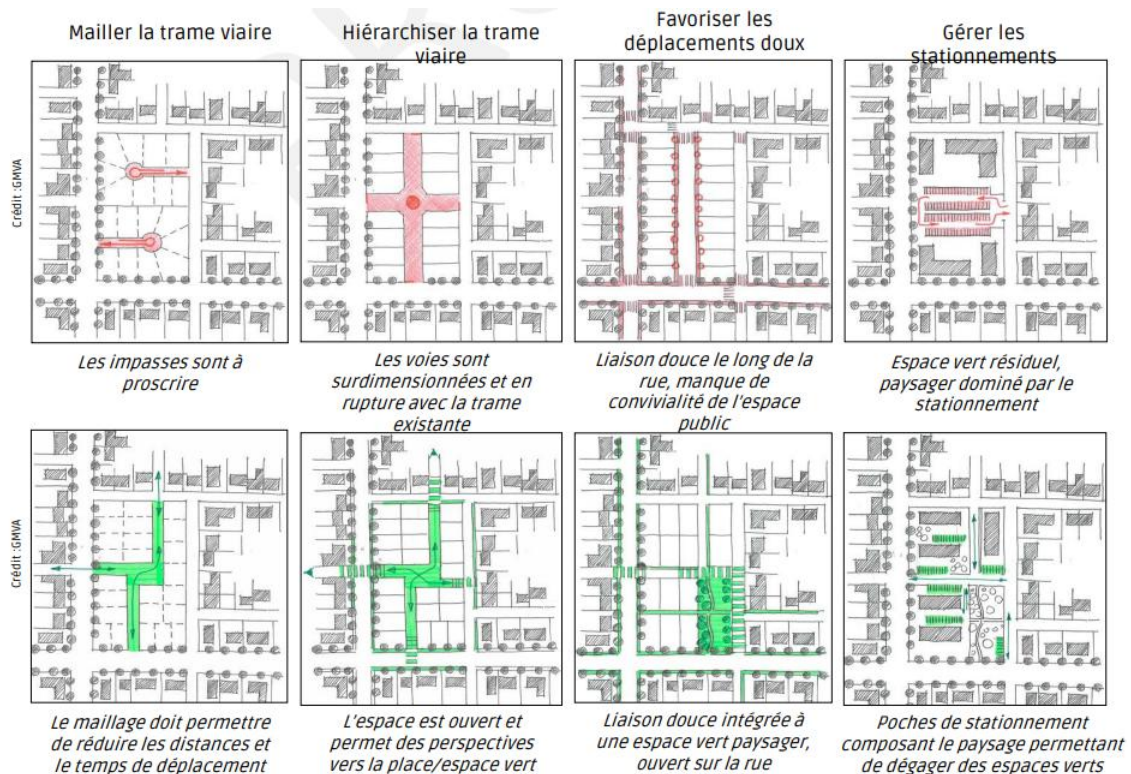 Mailler la trame viaire
Hiérarchiser la trame
viaire
Favoriser les
déplacements doux
Gérer les
stationnements
Crédit :GMVA
Les impasses sont à
proscrire
Les voies sont
surdimensionnées et en
rupture avec la trame
existante
Liaison douce le long de la
rue, manque de
convivialité de l'espace
public
Espace vert résiduel,
paysager dominé par le
stationnement
Crédit :GMVA
Le maillage doit permettre
de réduire les distances et
le temps de déplacement
L'espace est ouvert et
permet des perspectives
vers la place/espace vert
Liaison douce intégrée à
une espace vert paysager,
ouvert sur la rue
Poches de stationnement
composant le paysage permettant
de dégager des espaces verts